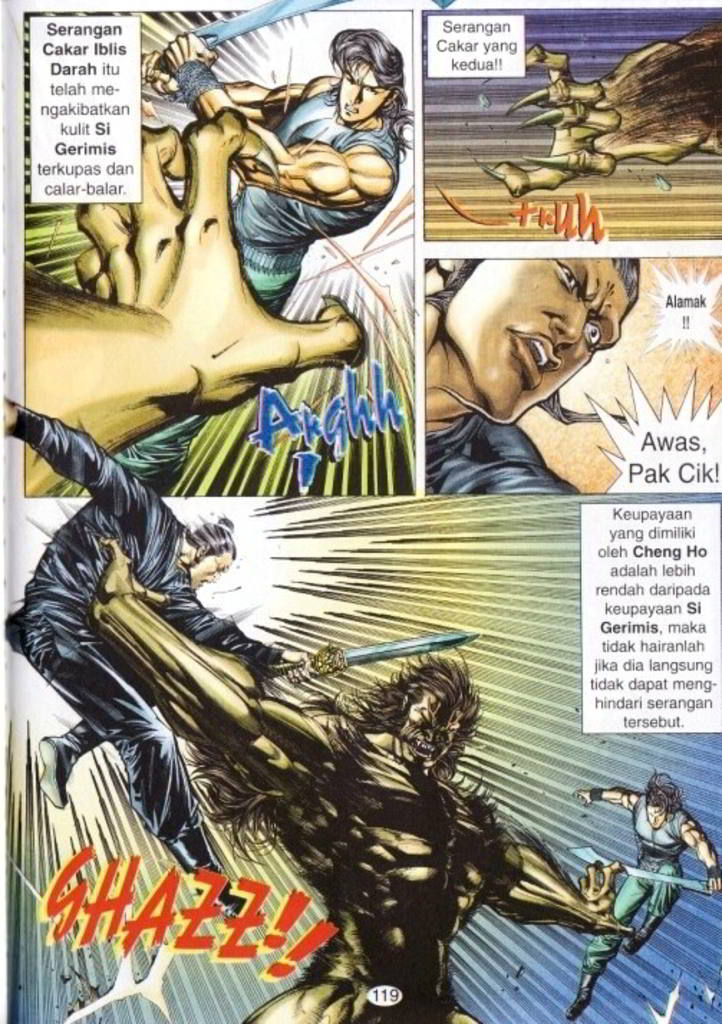 Serangan
Cakar Iblis
Darah itu
telah me-
ngakibatkan
kulit Si
Gerimis
terkupas dan
calar-balar.
Arghh
!
Serangan
Cakar yang
kedua!!
+rruh
Alamak
!!
Awas,
Pak Cik!
Keupayaan
yang dimiliki
oleh Cheng Ho
adalah lebih
rendah daripada
keupayaan Si
Gerimis, maka
tidak hairanlah
jika dia langsung
tidak dapat meng-
hindari serangan
tersebut.
GHAZZ!!
119